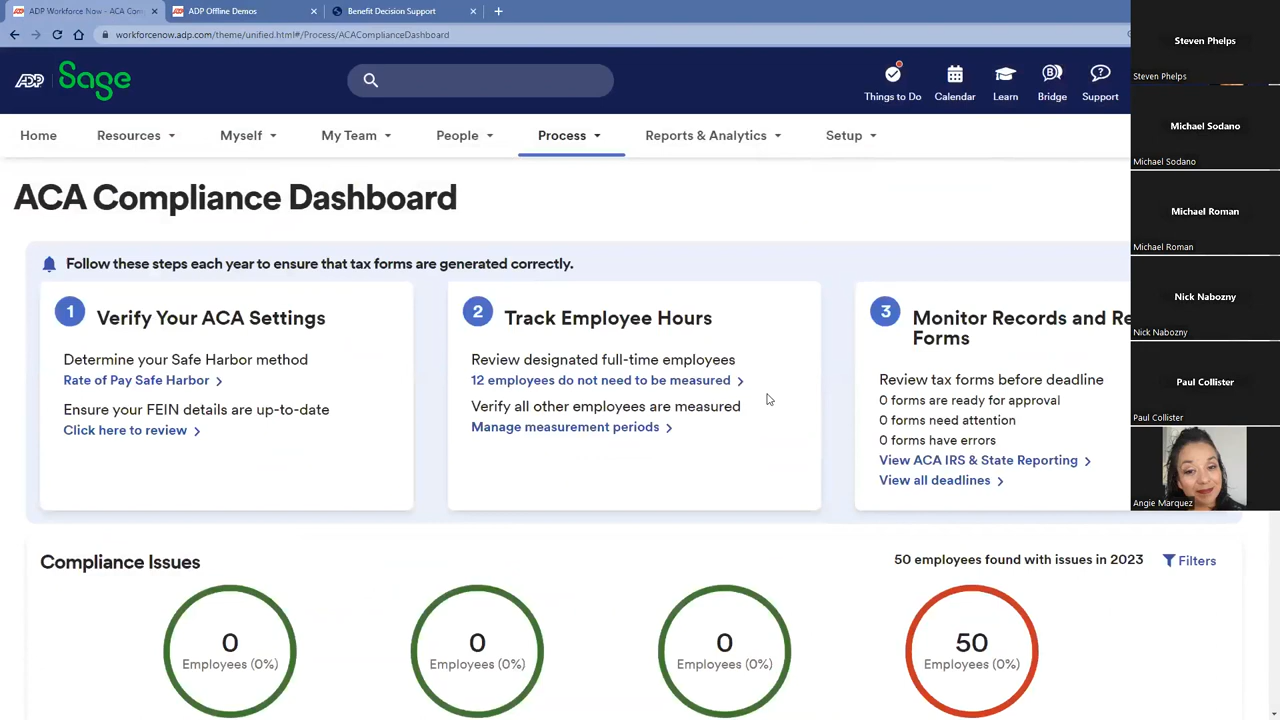 ADP Workforce Now - ACA Com
ADP Offline Demos
Benefit Decision Support
workforcenow.adp.com/theme/unified.html#/Process/ACAComplianceDashboard
ADP Sage
Things to Do
Calendar
Learn
Bridge
Support
Home
Resources
Myself
My Team
People
Process
Reports & Analytics
Setup
ACA Compliance Dashboard
Follow these steps each year to ensure that tax forms are generated correctly.
1
Verify Your ACA Settings
Determine your Safe Harbor method
Rate of Pay Safe Harbor
Ensure your FEIN details are up-to-date
Click here to review
2
Track Employee Hours
Review designated full-time employees
12 employees do not need to be measured
Verify all other employees are measured
Manage measurement periods
3
Monitor Records and Re
Forms
Review tax forms before deadline
0 forms are ready for approval
0 forms need attention
0 forms have errors
View ACA IRS & State Reporting
View all deadlines
Compliance Issues
50 employees found with issues in 2023
Filters
0
Employees (0%)
0
Employees (0%)
0
Employees (0%)
50
Employees (0%)
Steven Phelps
Steven Phelps
Michael Sodano
Michael Sodano
Michael Roman
Michael Roman
Nick Nabozny
Nick Nabozny
Paul Collister
Paul Collister
Angie Marquez